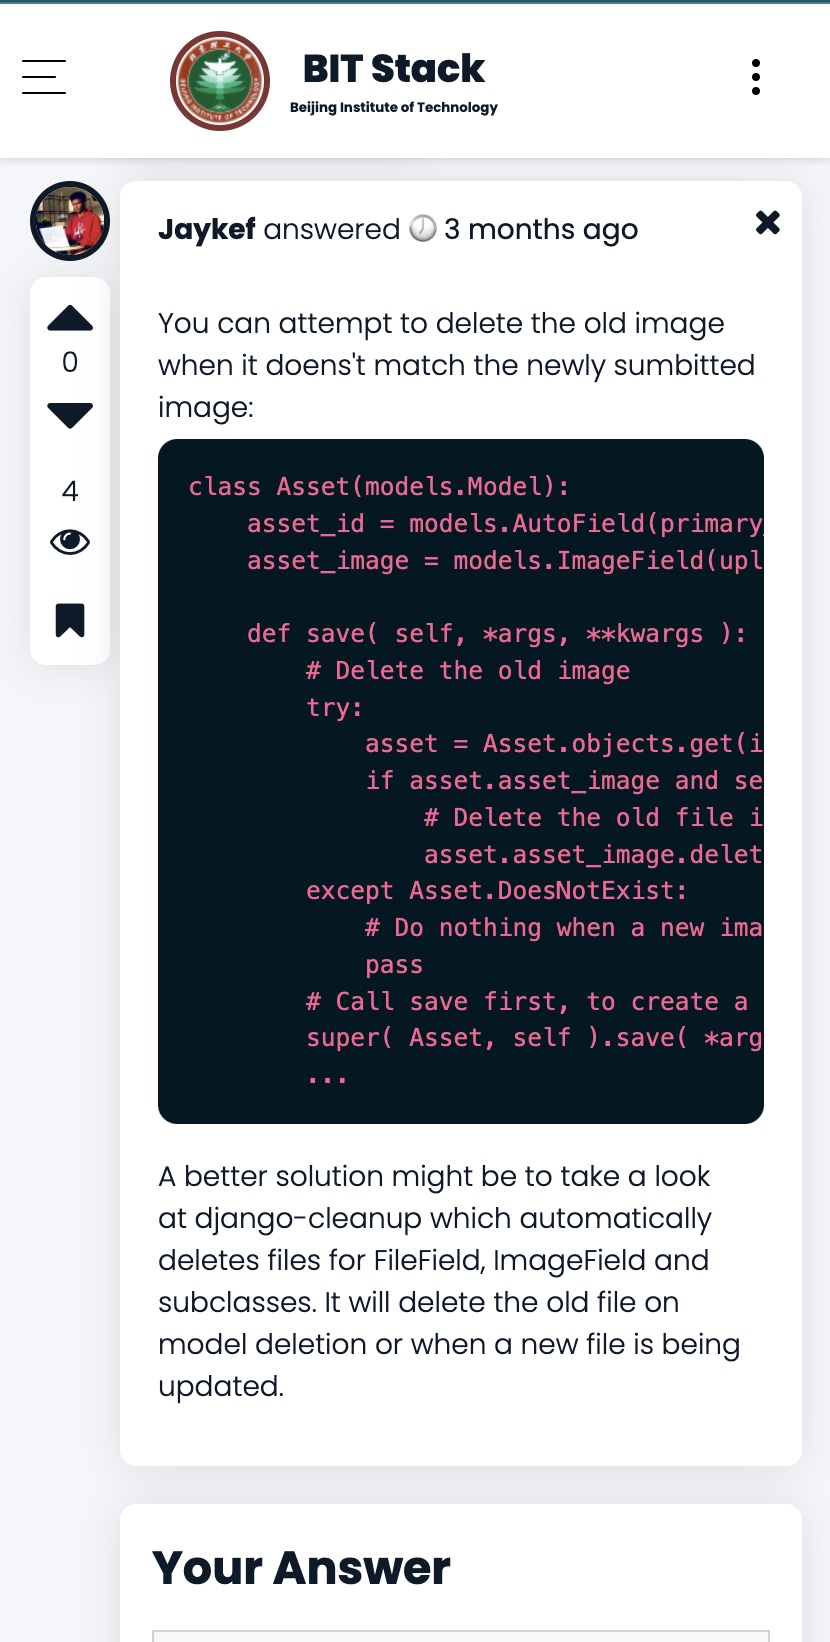 BIT Stack
Beijing Institute of Technology
Jaykef answered 3 months ago
You can attempt to delete the old image
when it doens't match the newly sumbitted
image:
0
4
class Asset(models.Model):
    asset_id = models.AutoField(primary_
    asset_image = models.ImageField(upl
    def save( self, *args, **kwargs ):
        # Delete the old image
        try:
            asset = Asset.objects.get(i
            if asset.asset_image and se
                # Delete the old file i
                asset.asset_image.delet
        except Asset.DoesNotExist:
            # Do nothing when a new ima
            pass
        # Call save first, to create a
        super( Asset, self ).save( *arg
        ...
A better solution might be to take a look
at django-cleanup which automatically
deletes files for FileField, ImageField and
subclasses. It will delete the old file on
model deletion or when a new file is being
updated.
Your Answer